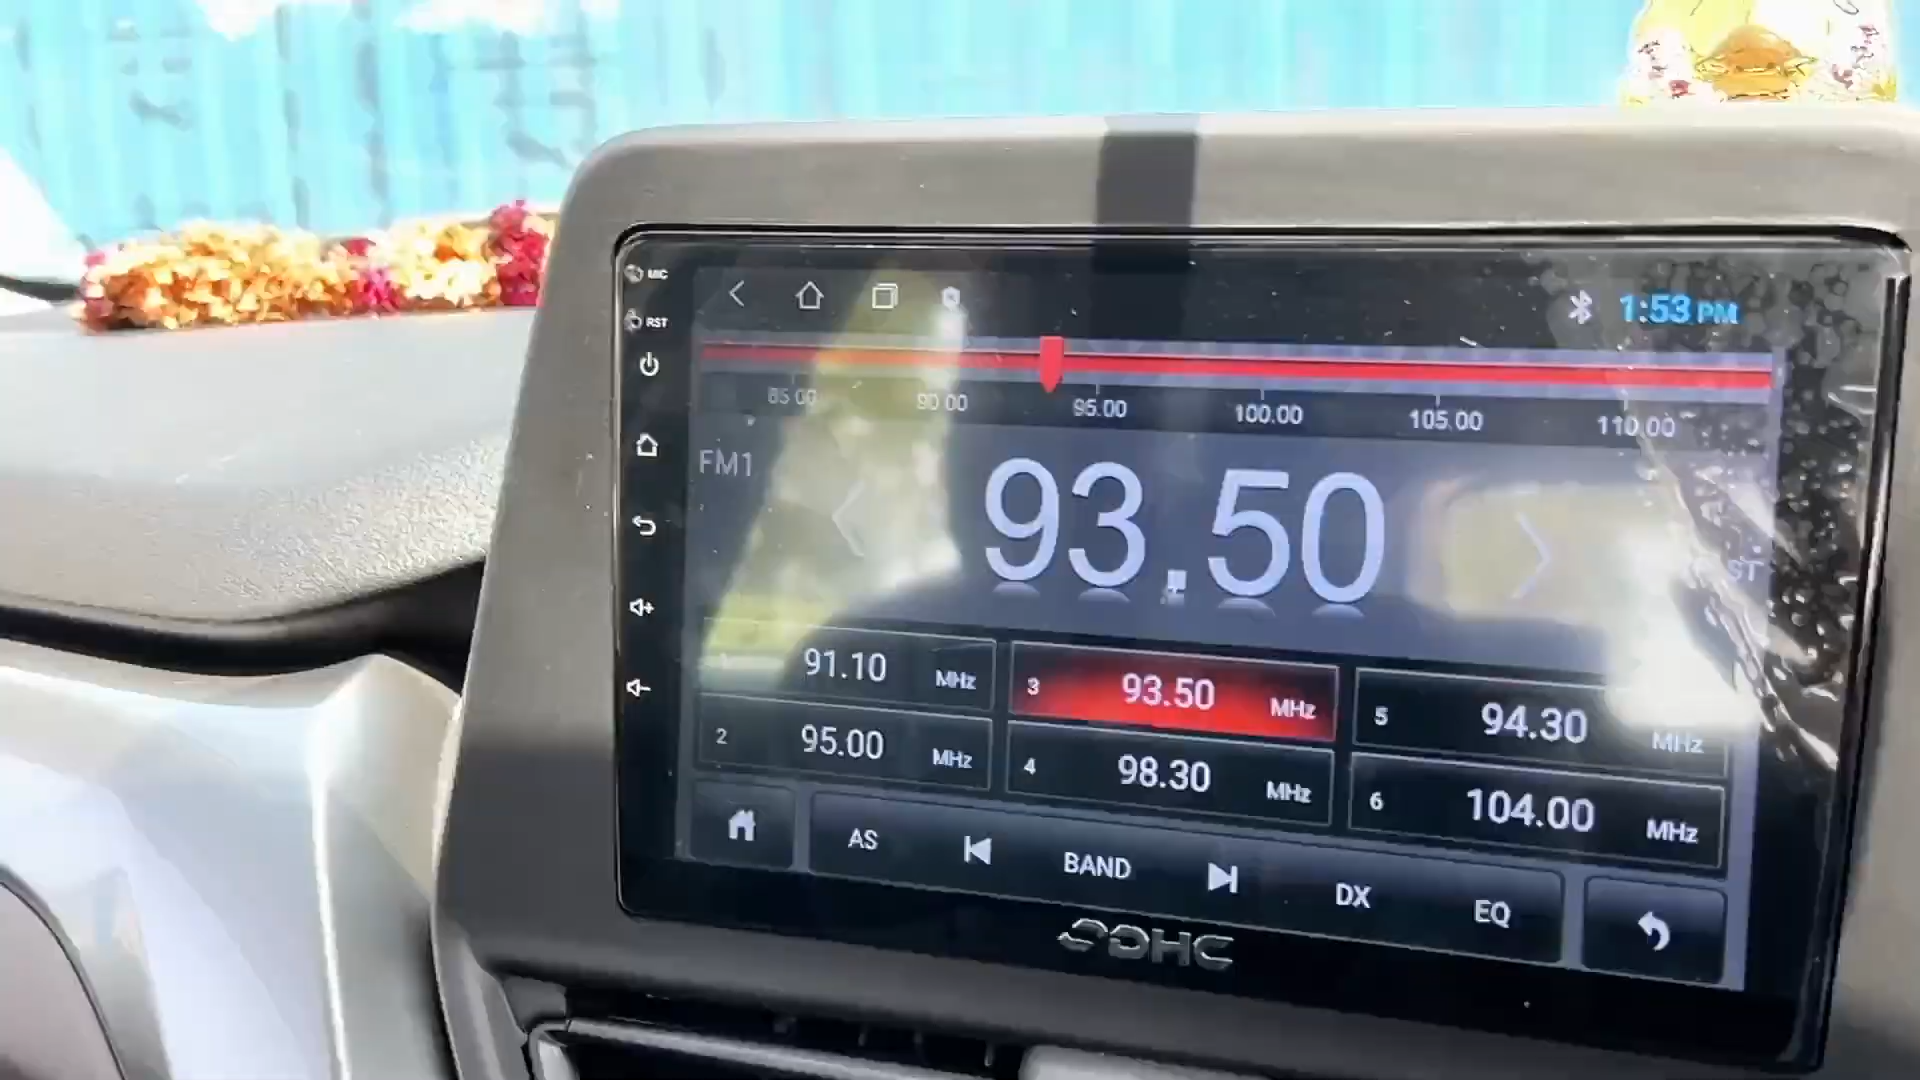 MIC
1:53 PM
RST
85.00 90.00 95.00 100.00 105.00 110.00
FM1
93.50
ST
1 91.10 MHz 3 93.50 MHz 5 94.30 MHz
2 95.00 MHz 4 98.30 MHz 6 104.00 MHz
AS BAND DX EQ